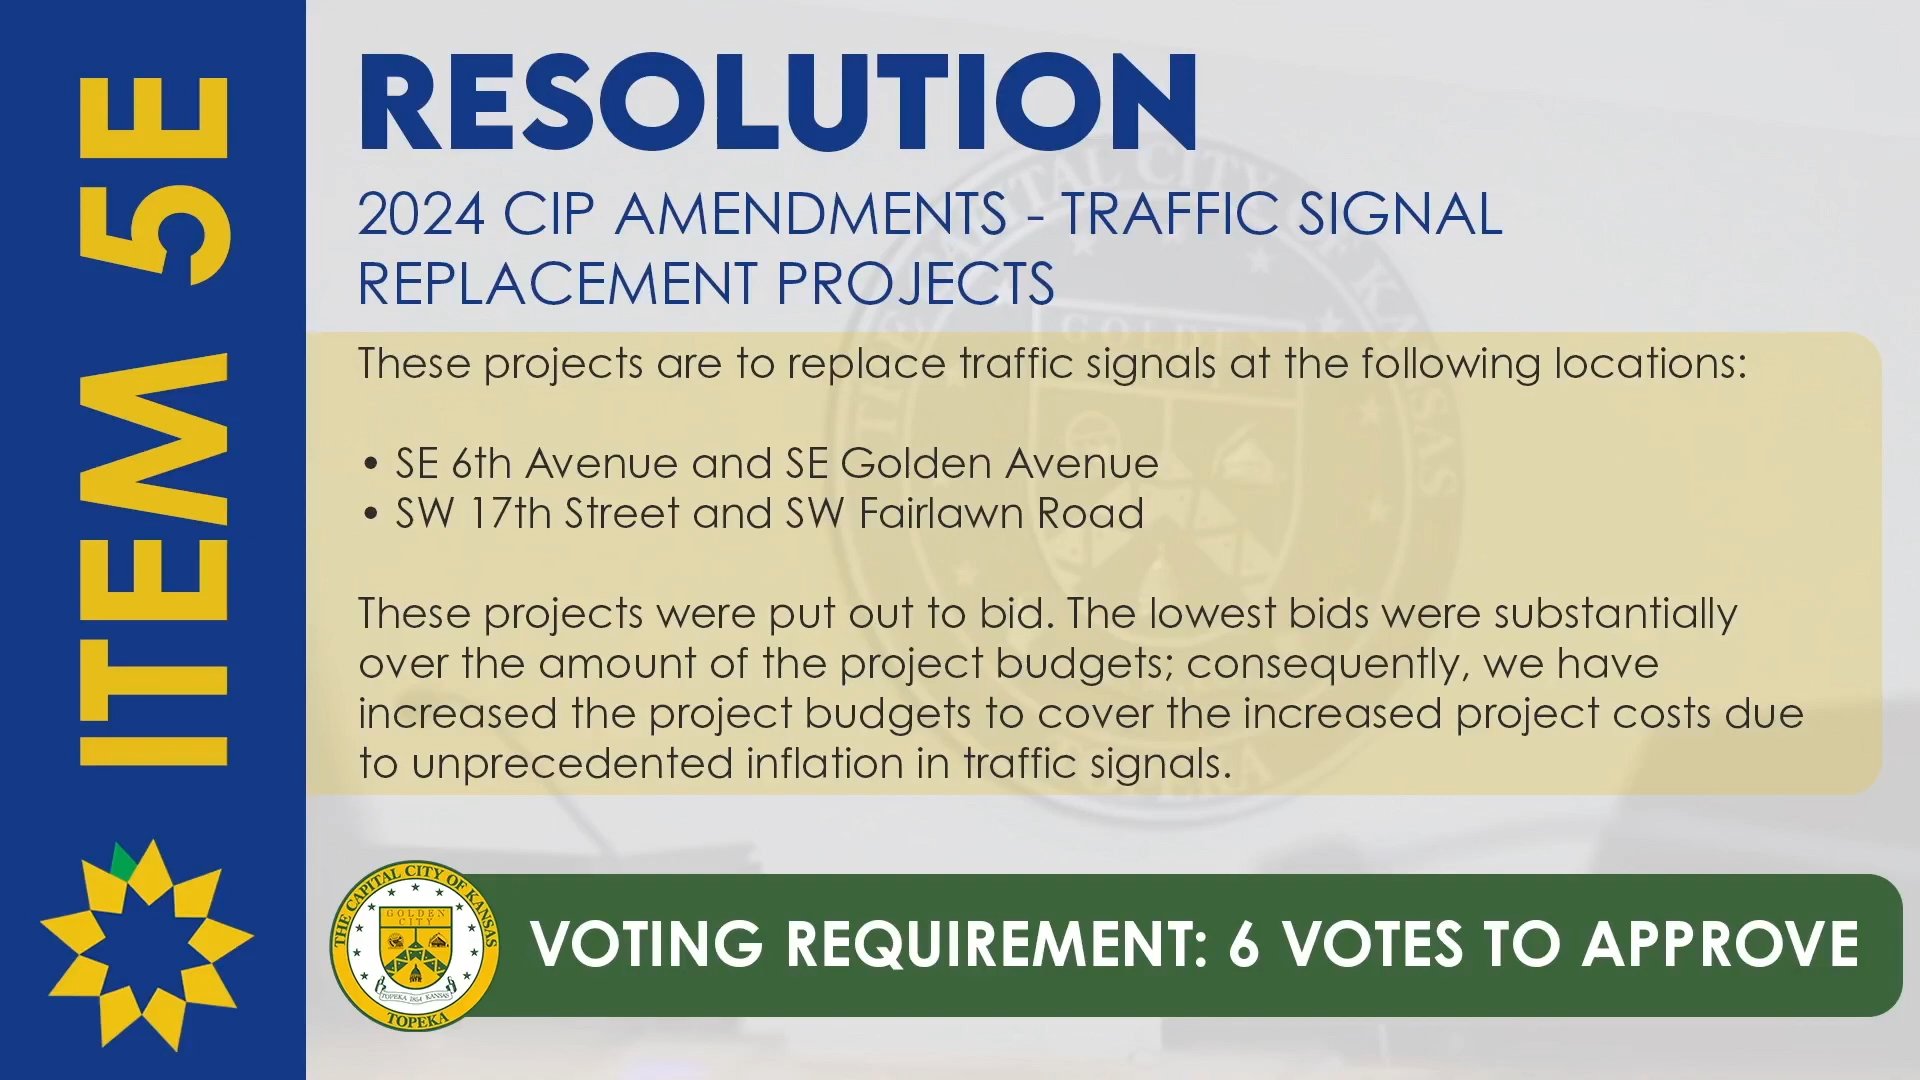 ITEM 5E
RESOLUTION
2024 CIP AMENDMENTS - TRAFFIC SIGNAL
REPLACEMENT PROJECTS
These projects are to replace traffic signals at the following locations:
• SE 6th Avenue and SE Golden Avenue
• SW 17th Street and SW Fairlawn Road
These projects were put out to bid. The lowest bids were substantially
over the amount of the project budgets; consequently, we have
increased the project budgets to cover the increased project costs due
to unprecedented inflation in traffic signals.
THE CAPITAL CITY OF KANSAS
GOLDEN
CITY
TOPEKA 1854 KANSAS
TOPEKA
VOTING REQUIREMENT: 6 VOTES TO APPROVE